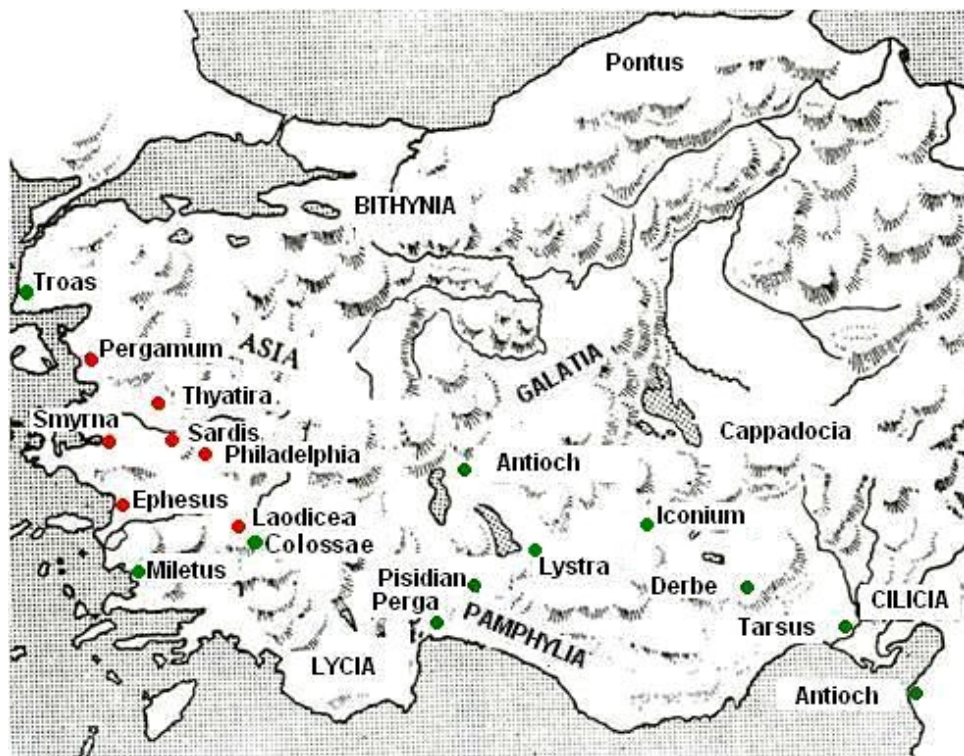 Pontus
BITHYNIA
Troas
Pergamum
ASIA
GALATIA
Thyatira
Smyrna
Sardis
Philadelphia
Cappadocia
Antioch
Ephesus
Laodicea
Iconium
Colossae
Lystra
Miletus
Pisidian
Derbe
Perga
CILICIA
PAMPHYLIA
Tarsus
LYCIA
Antioch